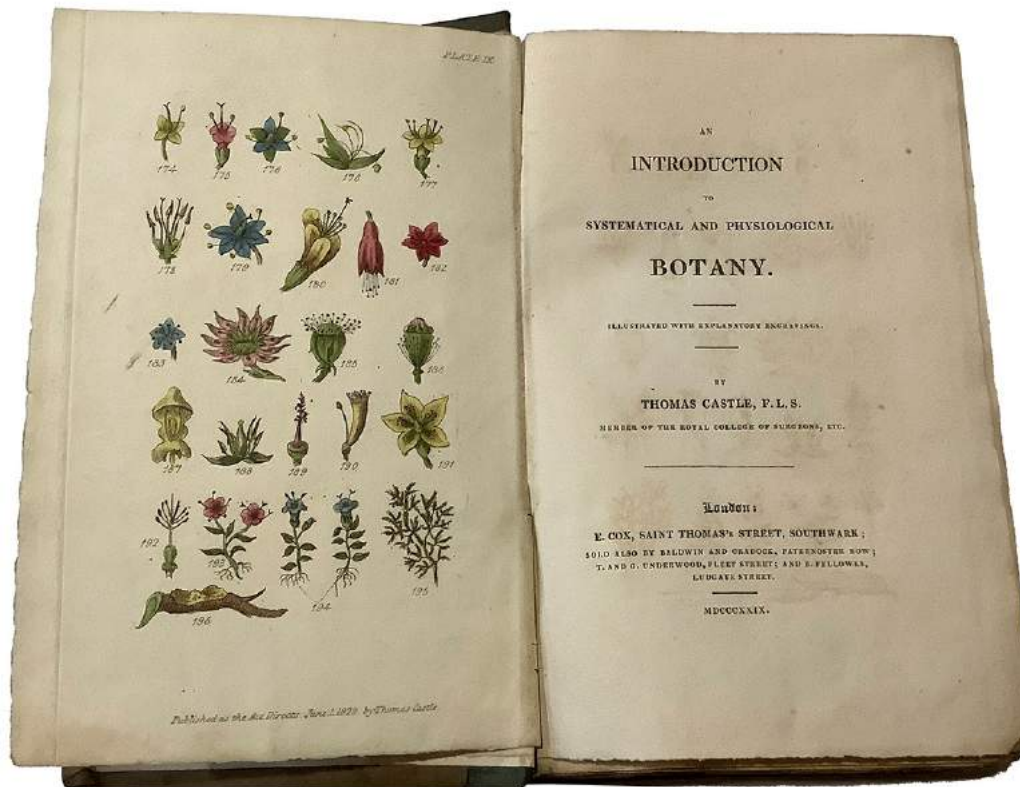 PLATE IX
174 175 176 178 177
178 179 180 181 182
183 184 185 186
187 188 189 190 191
192 193 194 195
196
Published as the Act Directs June 1 1829 by Thomas Castle
AN
INTRODUCTION
TO
SYSTEMATICAL AND PHYSIOLOGICAL
BOTANY.
ILLUSTRATED WITH EXPLANATORY ENGRAVINGS.
BY
THOMAS CASTLE, F.L.S.
MEMBER OF THE ROYAL COLLEGE OF SURGEONS, ETC.
London:
E. COX, SAINT THOMAS's STREET, SOUTHWARK;
SOLD ALSO BY BALDWIN AND CRADOCK, PATERNOSTER ROW;
T. AND G. UNDERWOOD, FLEET STREET; AND B. FELLOWES,
LUDGATE STREET.
MDCCCXXIX.